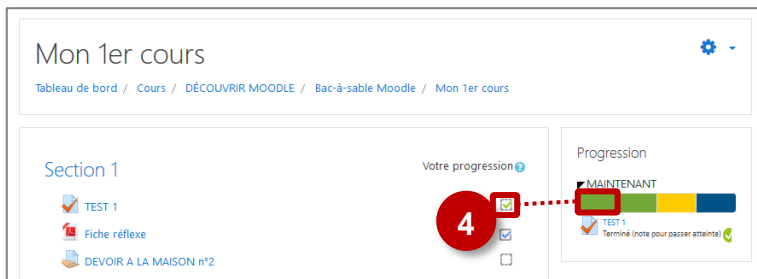 Mon 1er cours
Tableau de bord / Cours / DÉCOUVRIR MOODLE / Bac-à-sable Moodle / Mon 1er cours
Section 1
Votre progression
TEST 1
Fiche réflexe
DEVOIR A LA MAISON n°2
4
Progression
MAINTENANT
TEST 1
Terminé (note pour passer atteinte)